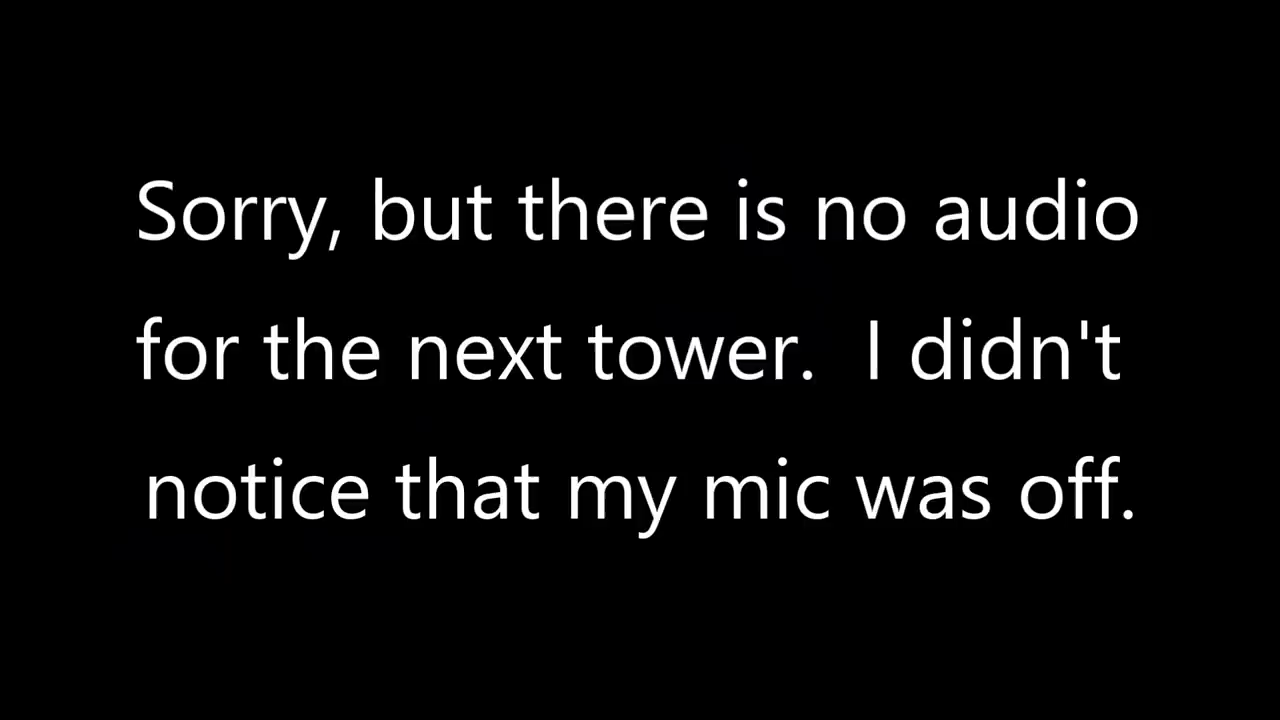 Sorry, but there is no audio
for the next tower.  I didn't
notice that my mic was off.